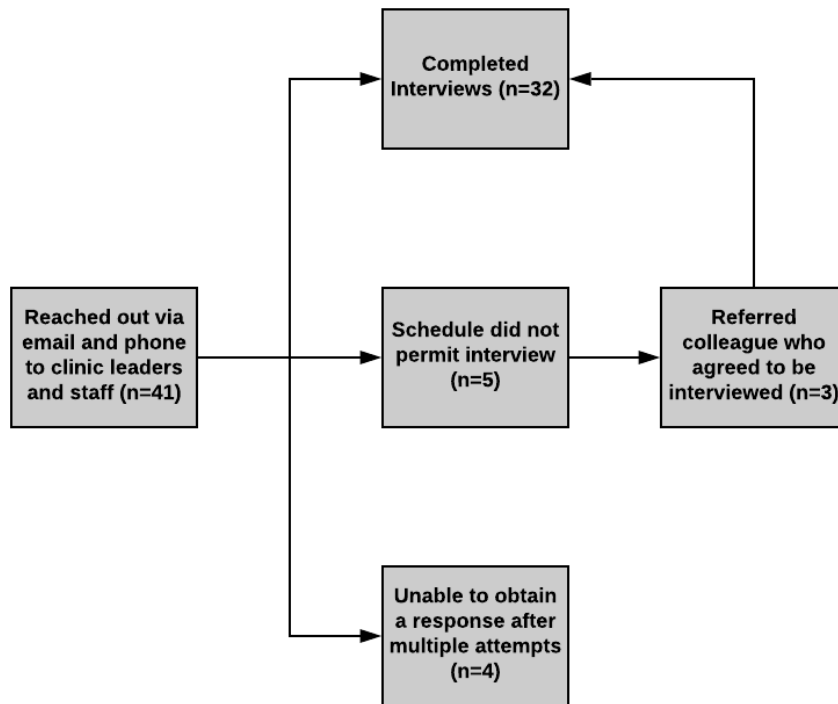 Completed
Interviews (n=32)
Reached out via
email and phone
to clinic leaders
and staff (n=41)
Schedule did not
permit interview
(n=5)
Referred
colleague who
agreed to be
interviewed (n=3)
Unable to obtain
a response after
multiple attempts
(n=4)